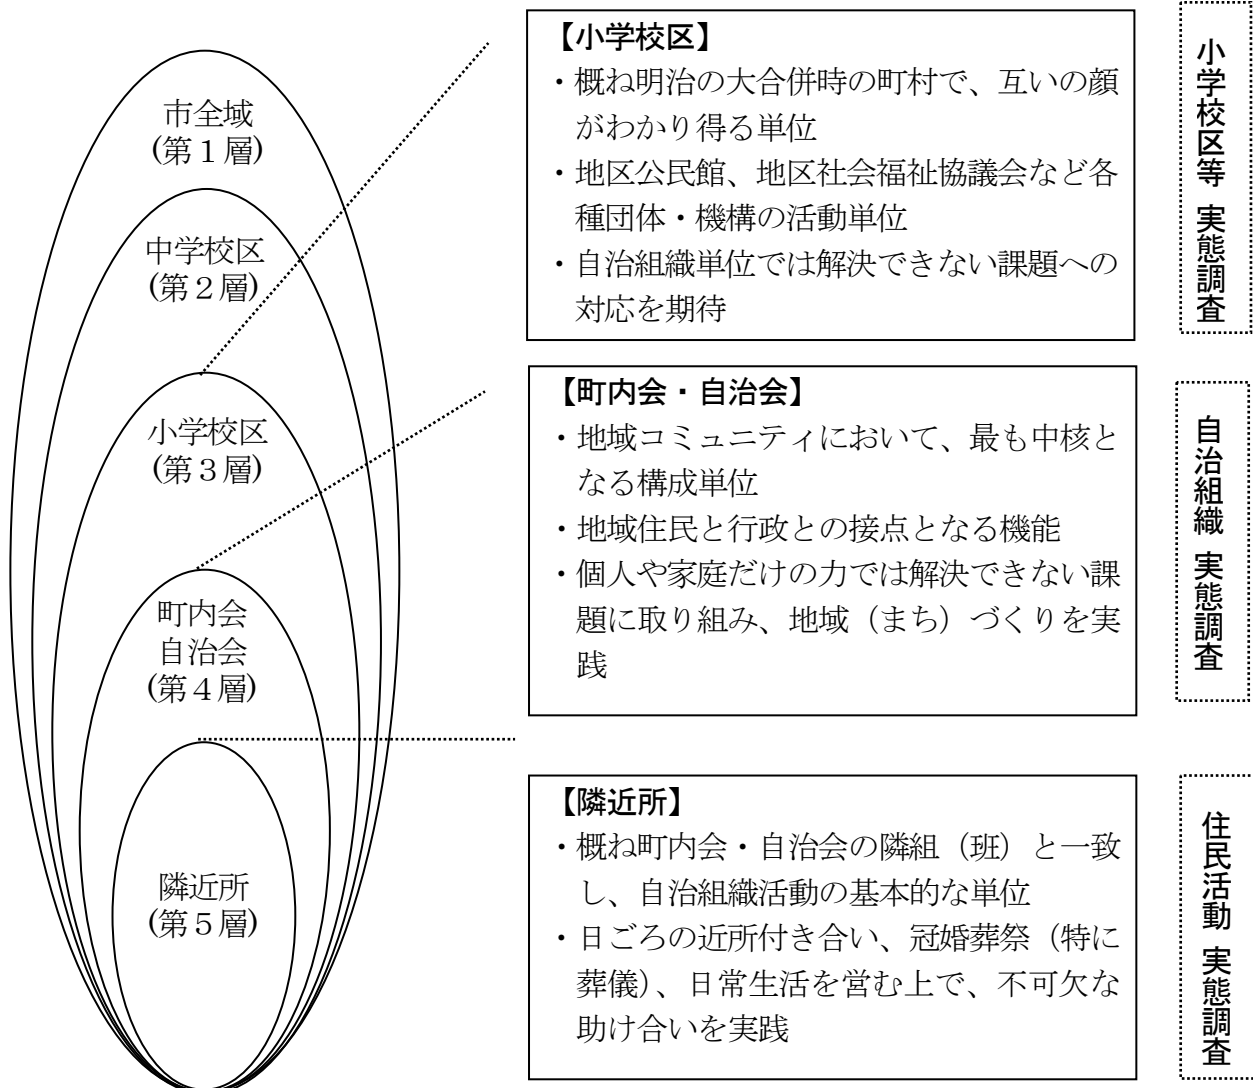 市全域
(第１層)
中学校区
(第２層)
小学校区
(第３層)
町内会
自治会
(第４層)
隣近所
(第５層)
【小学校区】
・概ね明治の大合併時の町村で、互いの顔
がわかり得る単位
・地区公民館、地区社会福祉協議会など各
種団体・機構の活動単位
・自治組織単位では解決できない課題への
対応を期待
小学校区等 実態調査
【町内会・自治会】
・地域コミュニティにおいて、最も中核と
なる構成単位
・地域住民と行政との接点となる機能
・個人や家庭だけの力では解決できない課
題に取り組み、地域（まち）づくりを実
践
自治組織 実態調査
【隣近所】
・概ね町内会・自治会の隣組（班）と一致
し、自治組織活動の基本的な単位
・日ごろの近所付き合い、冠婚葬祭（特に
葬儀）、日常生活を営む上で、不可欠な
助け合いを実践
住民活動 実態調査